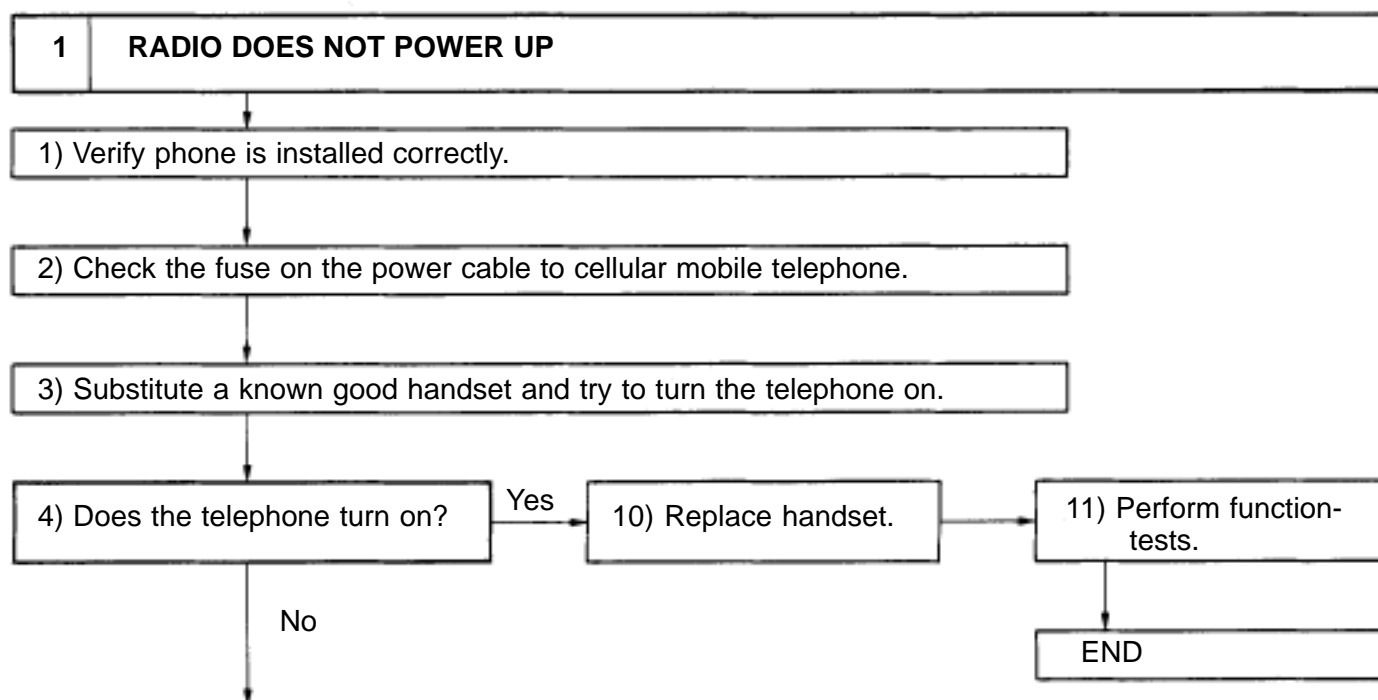 1 RADIO DOES NOT POWER UP
1) Verify phone is installed correctly.
2) Check the fuse on the power cable to cellular mobile telephone.
3) Substitute a known good handset and try to turn the telephone on.
4) Does the telephone turn on?
Yes
10) Replace handset.
11) Perform function-
tests.
No
END